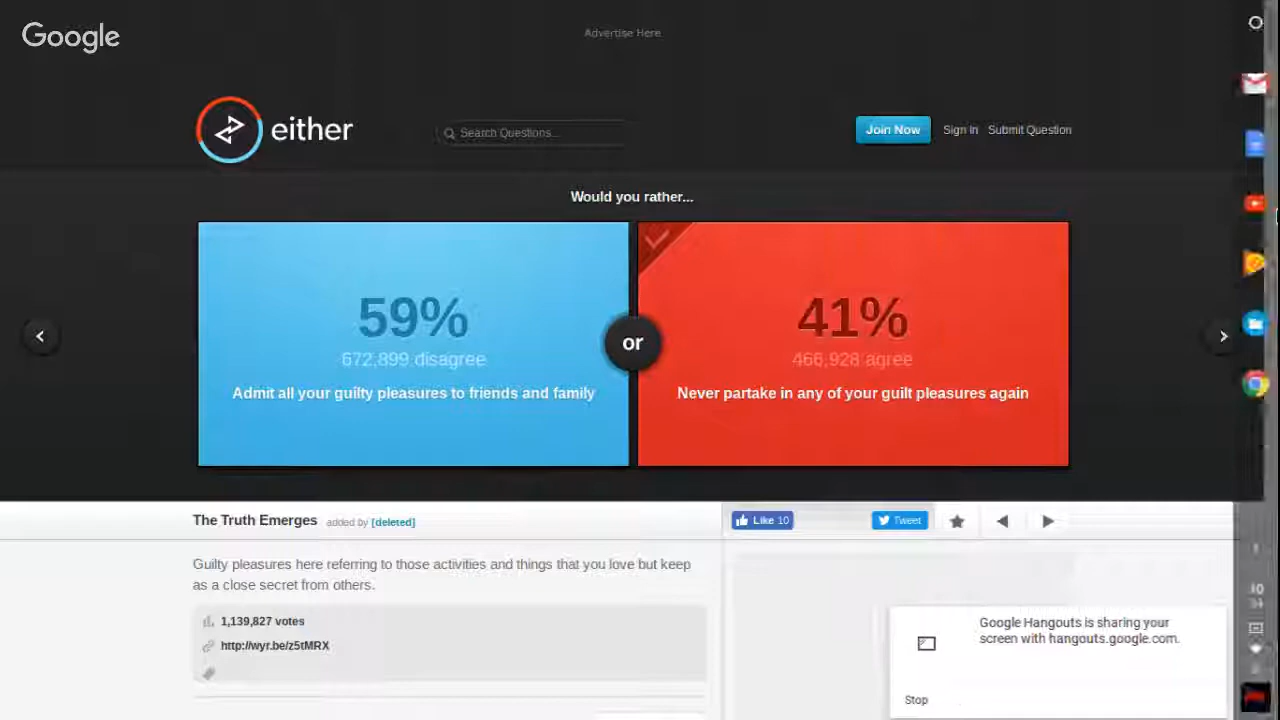 Google
Advertise Here
either
Search Questions...
Join Now
Sign In
Submit Question
Would you rather...
59%
672,899 disagree
Admit all your guilty pleasures to friends and family
or
41%
466,928 agree
Never partake in any of your guilt pleasures again
The Truth Emerges added by [deleted]
Like 10
Tweet
Guilty pleasures here referring to those activities and things that you love but keep
as a close secret from others.
1,139,827 votes
http://wyr.be/z5tMRX
Google Hangouts is sharing your
screen with hangouts.google.com.
Stop